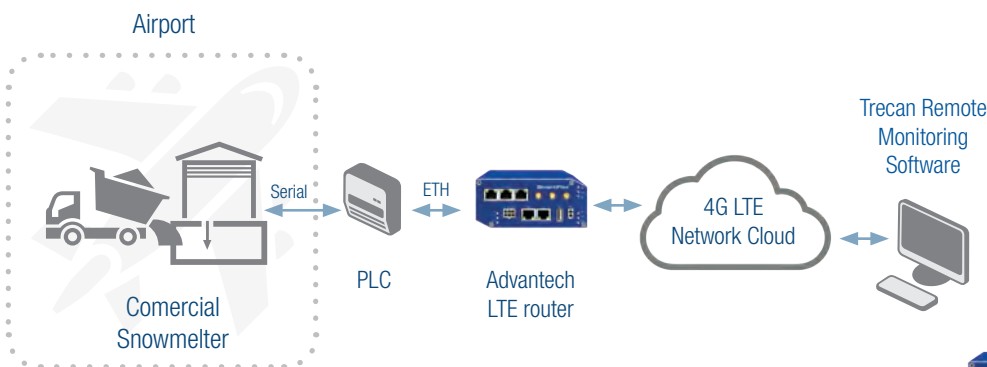 Airport
Comercial
Snowmelter
Serial
PLC
ETH
Advantech
LTE router
4G LTE
Network Cloud
Trecan Remote
Monitoring
Software